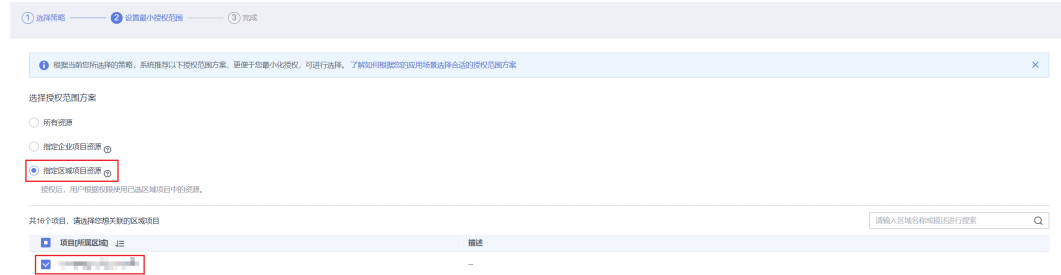 1 选择策略 2 设置最小授权范围 3 完成
根据当前您所选择的策略，系统推荐以下授权范围方案，更便于您最小化授权，可进行选择。了解如何根据您的应用场景选择合适的授权范围方案
选择授权范围方案
所有资源
指定企业项目资源
指定区域项目资源
授权后，用户根据权限使用已选区域项目中的资源。
共16个项目，请选择您想关联的区域项目 请输入区域名称或描述进行搜索
项目[所属区域] 描述
--